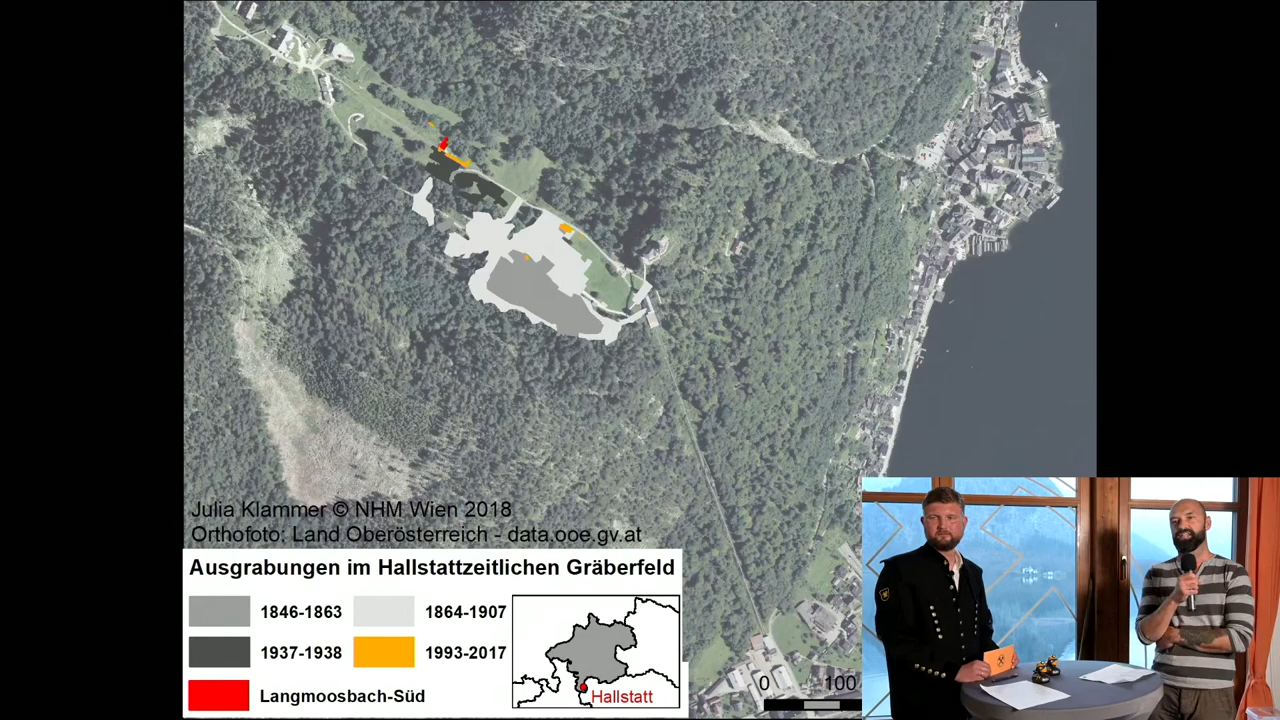 Julia Klammer © NHM Wien 2018
Orthofoto: Land Oberösterreich - data.ooe.gv.at
Ausgrabungen im Hallstattzeitlichen Gräberfeld
1846-1863
1864-1907
1937-1938
1993-2017
Langmoosbach-Süd
Hallstatt
0 100